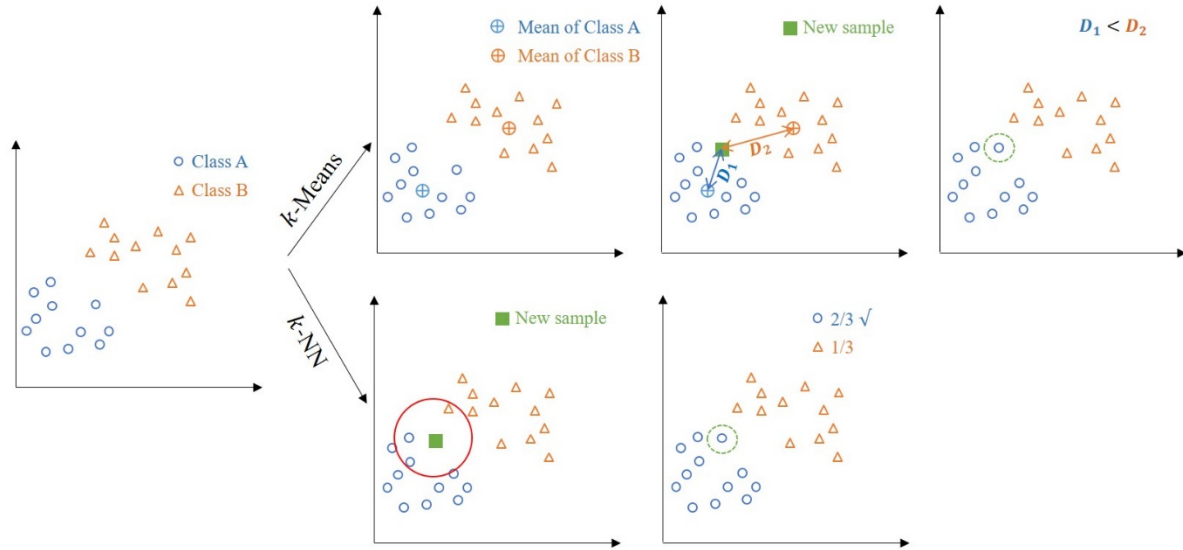 Class A
Class B
k-Means
k-NN
Mean of Class A
Mean of Class B
New sample
D₁
D₂
D₁ < D₂
New sample
2/3 √
1/3